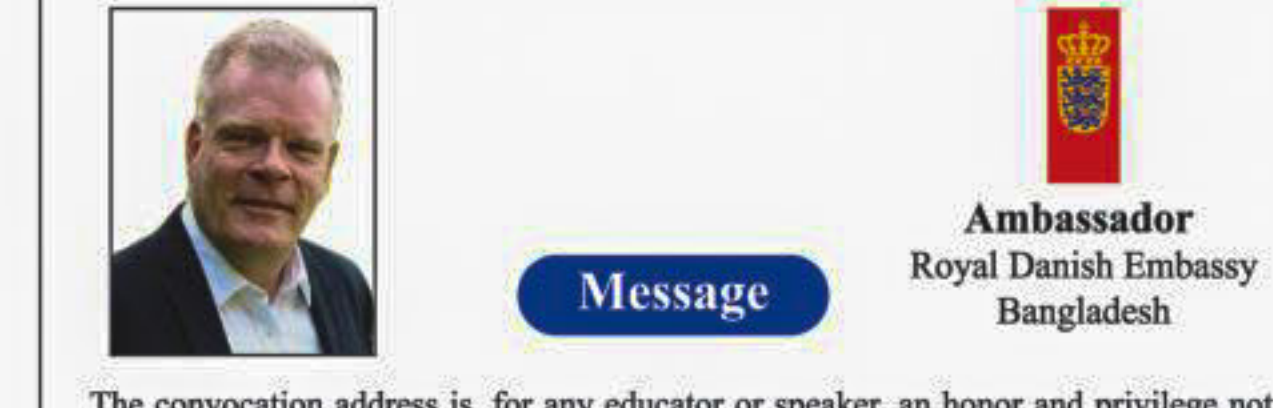 Message
Ambassador
Royal Danish Embassy
Bangladesh
The convocation address is, for any educator or speaker, an honor and privilege not